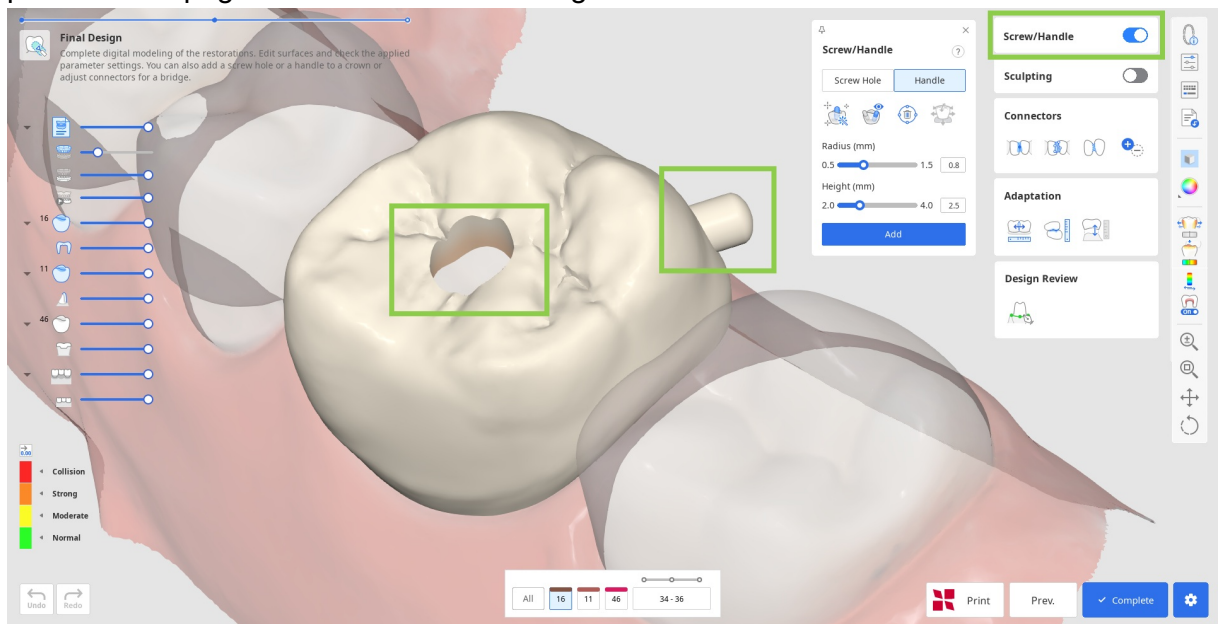 Final Design
Complete digital modeling of the restorations. Edit surfaces and check the applied
parameter settings. You can also add a screw hole or a handle to a crown or
adjust connectors for a bridge.
16
11
46
0.00
Collision
Strong
Moderate
Normal
Undo
Redo
All
16
11
46
34 - 36
Screw/Handle
?
Screw Hole
Handle
Radius (mm)
0.5
1.5
0.8
Height (mm)
2.0
4.0
2.5
Add
Screw/Handle
Sculpting
Connectors
Adaptation
Design Review
ON
Print
Prev.
Complete